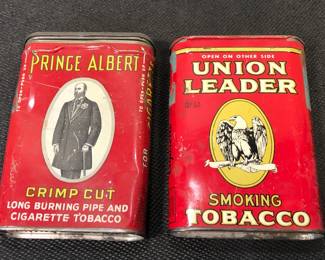 PRINCE ALBERT
CRIMP CUT
LONG BURNING PIPE AND
CIGARETTE TOBACCO
OPEN ON OTHER SIDE
UNION
LEADER
SMOKING
TOBACCO